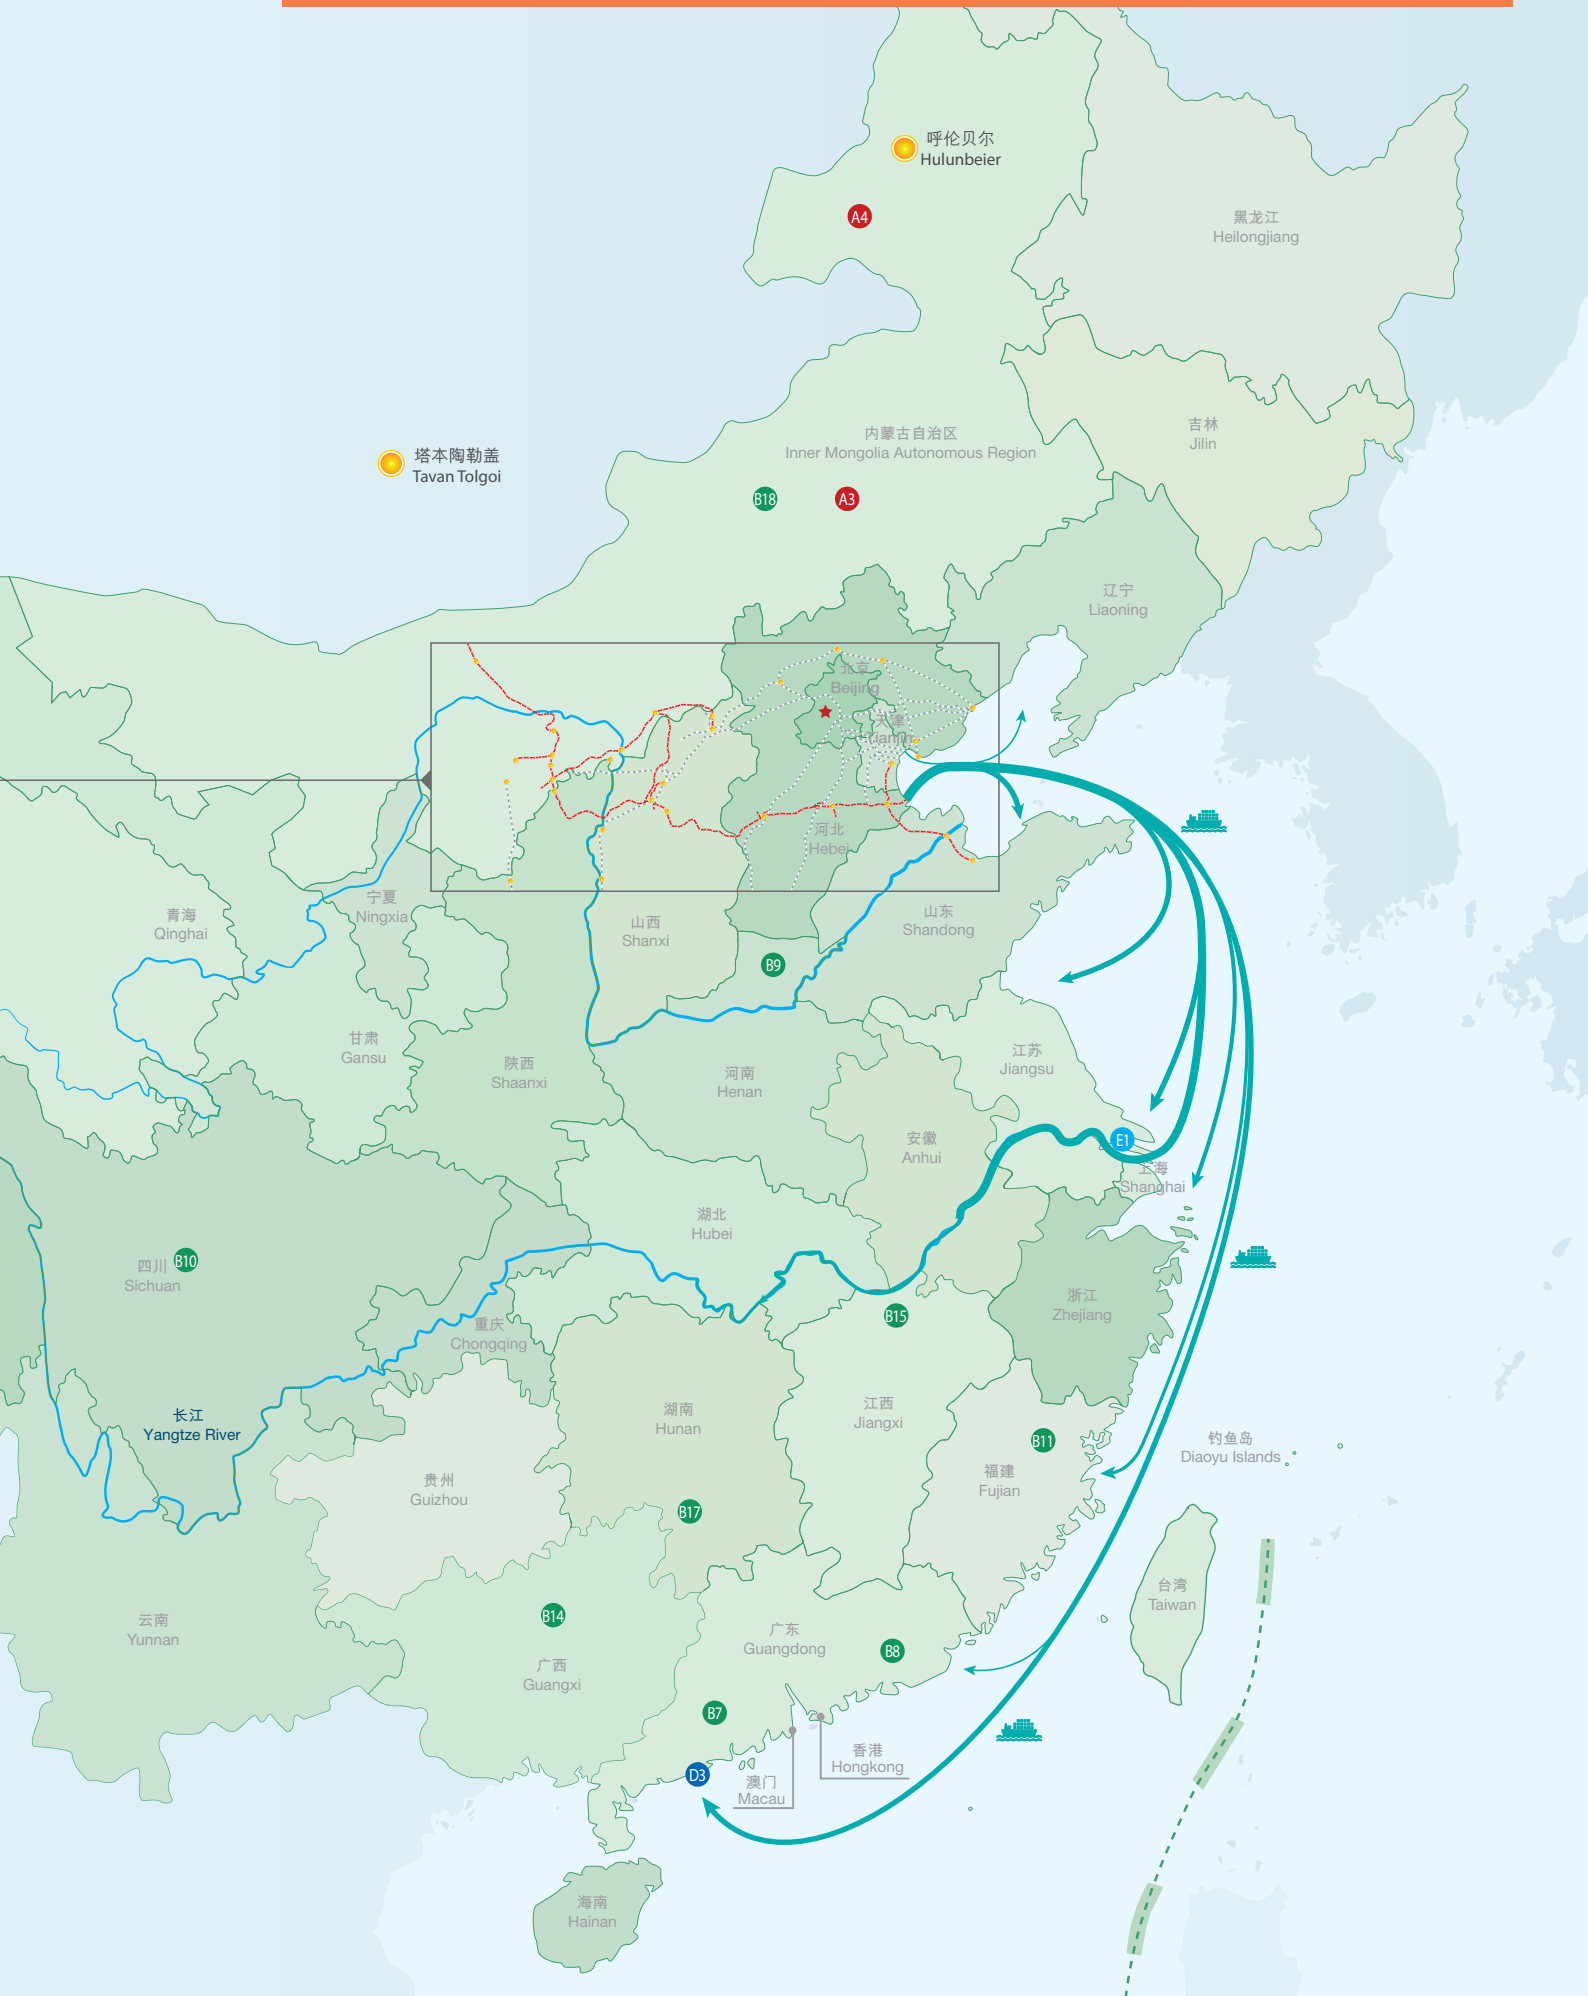 呼伦贝尔
Hulunbeier
A4
黑龙江
Heilongjiang
吉林
Jilin
内蒙古自治区
Inner Mongolia Autonomous Region
塔本陶勒盖
Tavan Tolgoi
B18
A3
辽宁
Liaoning
北京
Beijing
天津
Tianjin
河北
Hebei
宁夏
Ningxia
青海
Qinghai
山西
Shanxi
山东
Shandong
B9
甘肃
Gansu
陕西
Shaanxi
河南
Henan
江苏
Jiangsu
安徽
Anhui
E1
上海
Shanghai
湖北
Hubei
四川
Sichuan
B10
重庆
Chongqing
B15
浙江
Zhejiang
长江
Yangtze River
湖南
Hunan
江西
Jiangxi
B11
福建
Fujian
钓鱼岛
Diaoyu Islands
贵州
Guizhou
B17
台湾
Taiwan
云南
Yunnan
B14
广西
Guangxi
广东
Guangdong
B8
B7
香港
Hongkong
D3
澳门
Macau
海南
Hainan